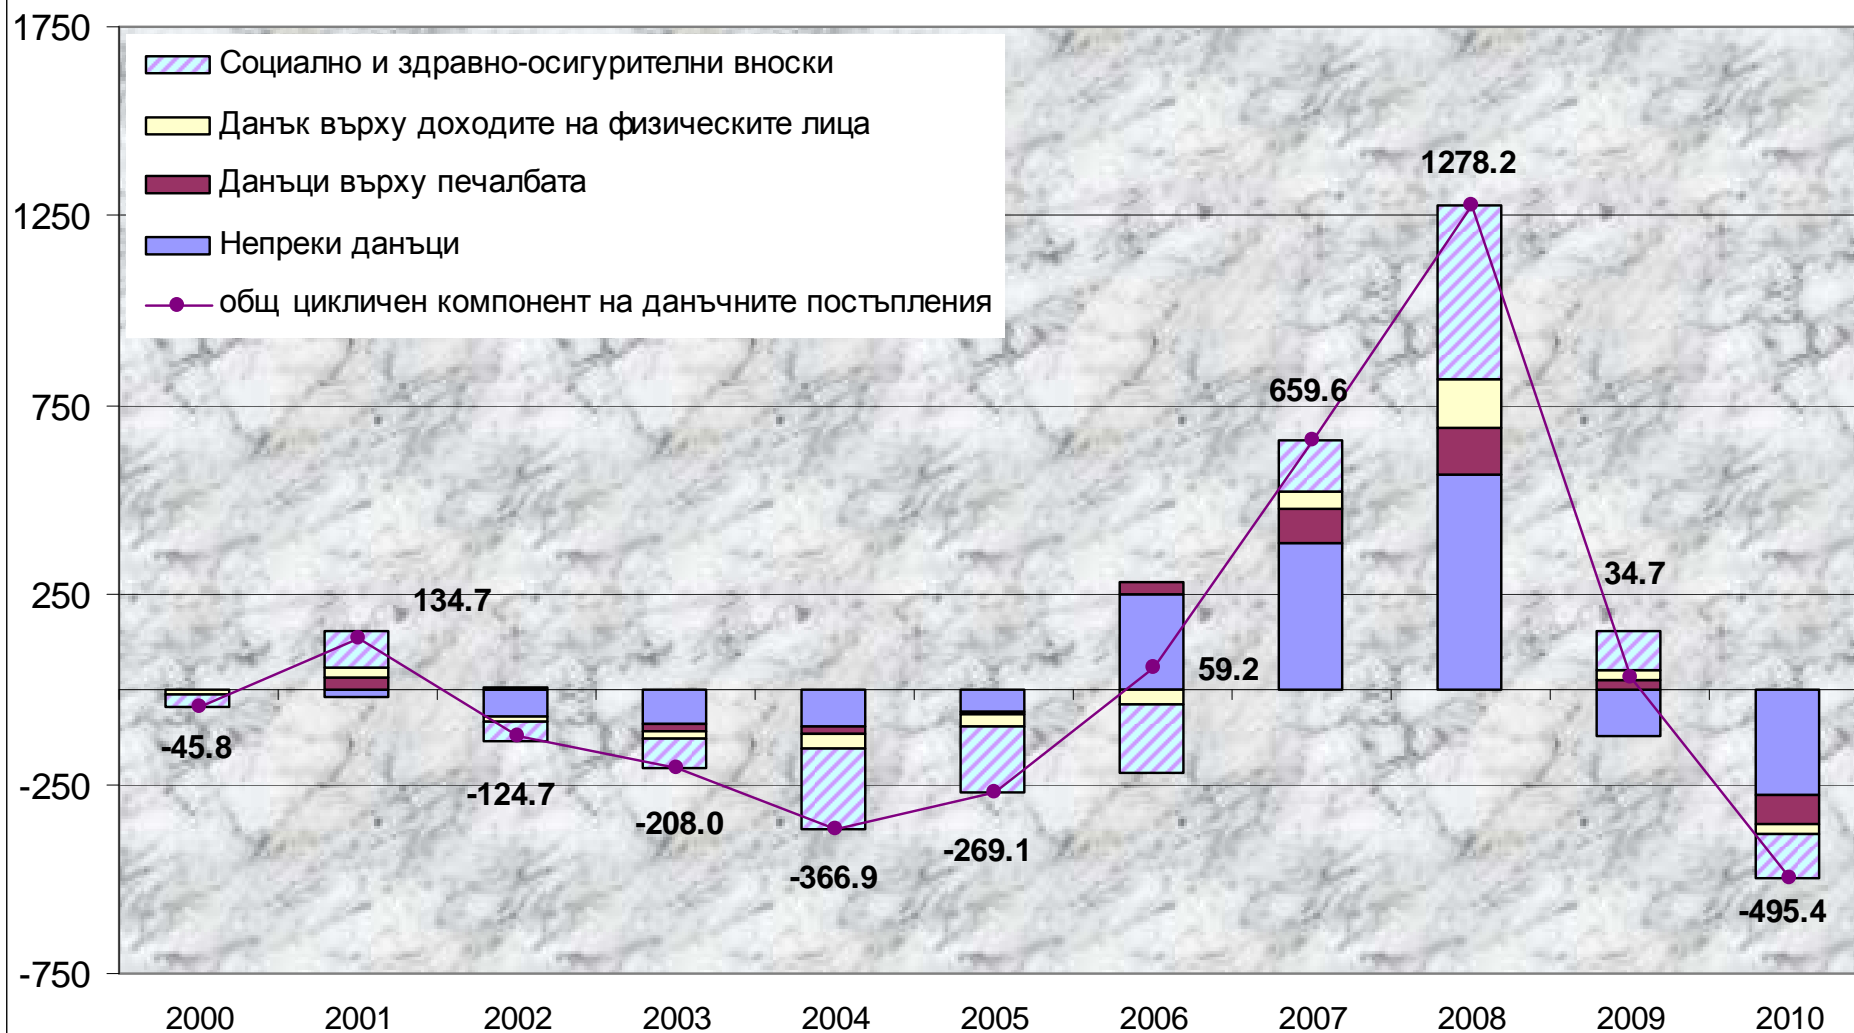 1750
Социално и здравно-осигурителни вноски
Данък върху доходите на физическите лица
Данъци върху печалбата
Непреки данъци
общ цикличен компонент на данъчните постъпления
1250
750
250
-250
-750
-45.8
134.7
-124.7
-208.0
-366.9
-269.1
59.2
659.6
1278.2
34.7
-495.4
2000 2001 2002 2003 2004 2005 2006 2007 2008 2009 2010